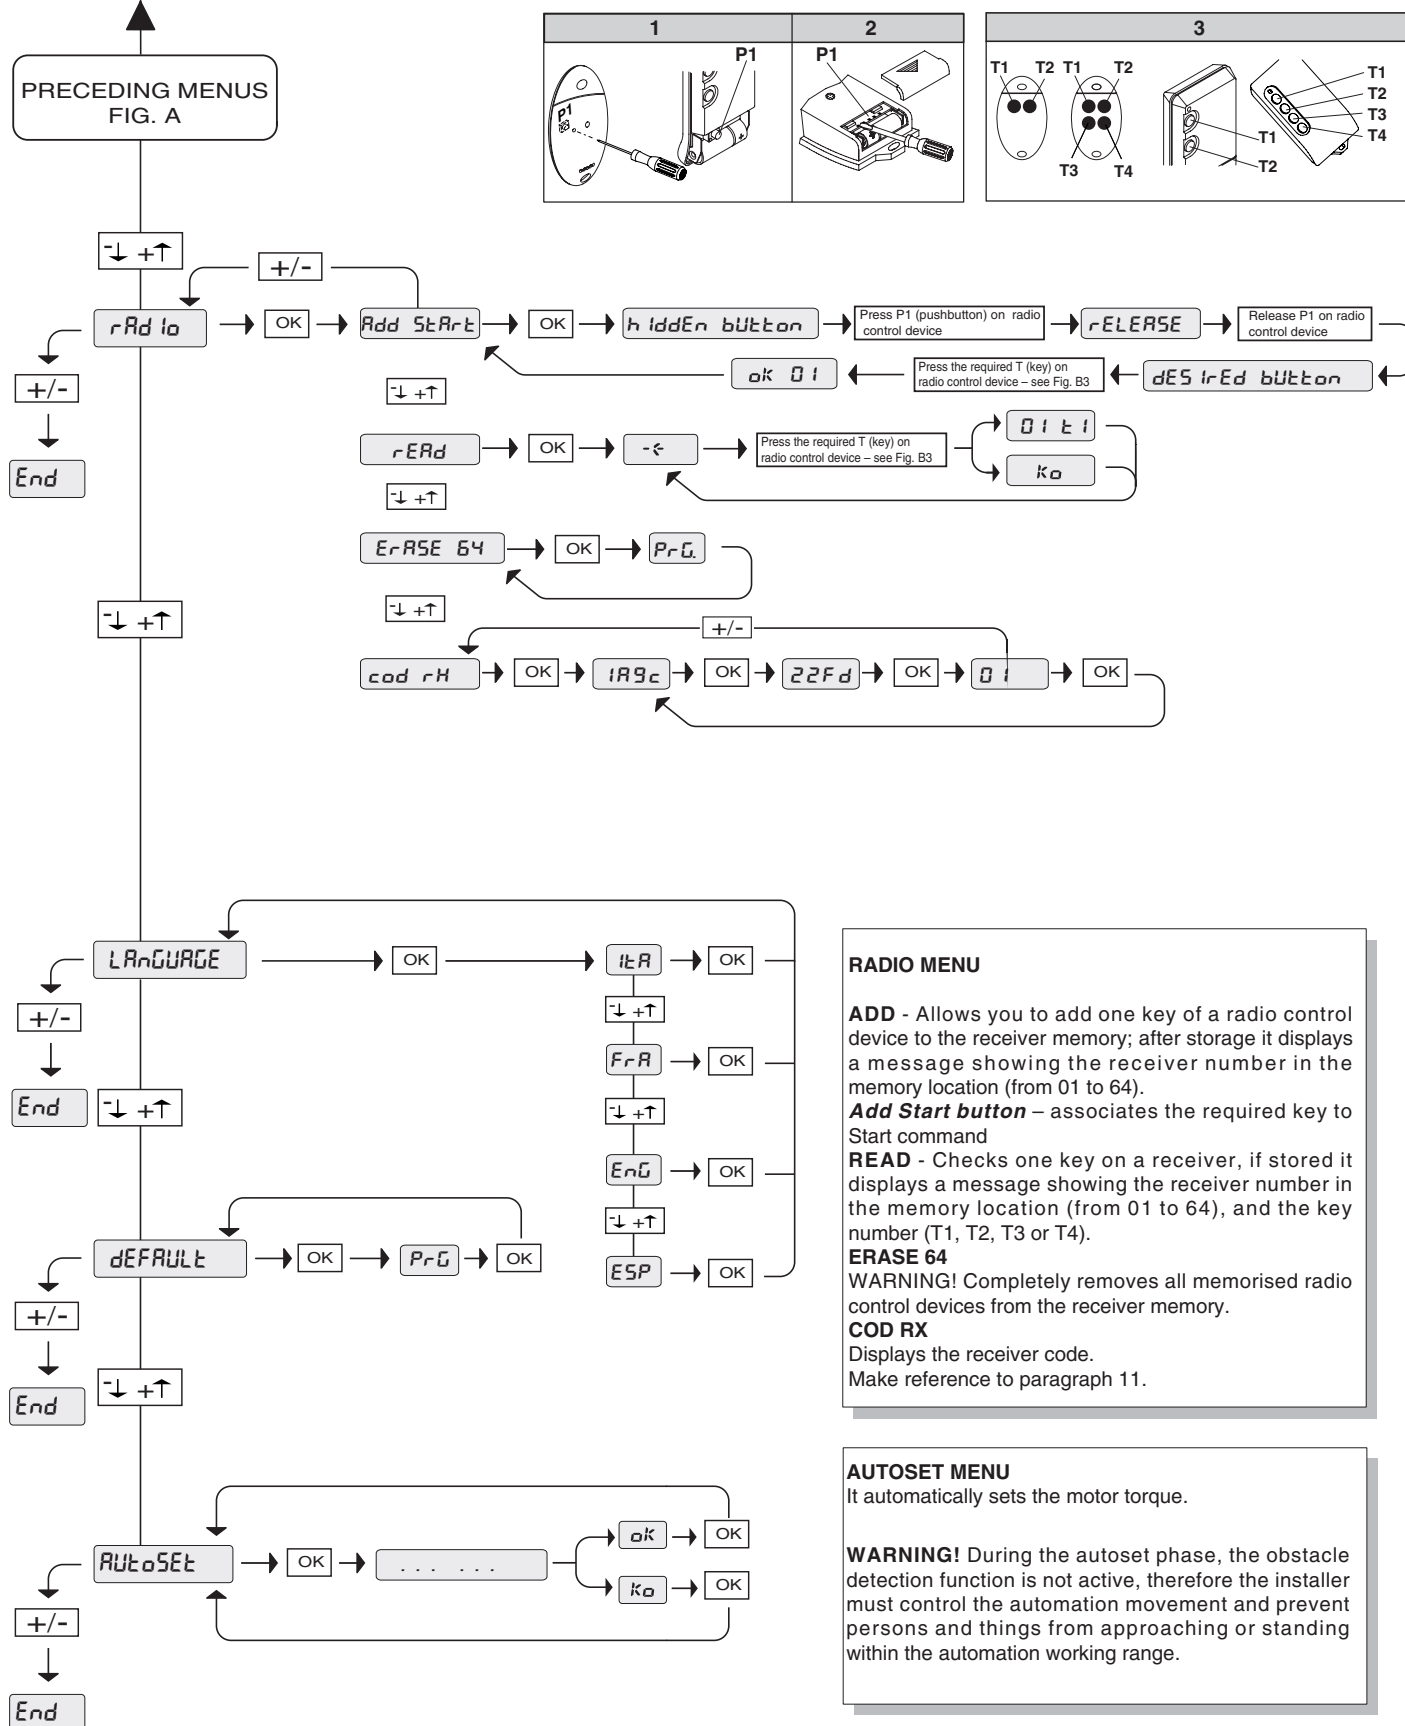 PRECEDING MENUS
FIG. A
1
2
3
P1
P1
P1
T1
T2
T1
T2
T3
T4
T1
T2
T1
T2
T3
T4
-↓ +↑
+/-
rAdio
OK
Add StArt
OK
hiddEn bUtton
Press P1 (pushbutton) on radio
control device
rELEASE
Release P1 on radio
control device
+/-
End
oK 01
Press the required T (key) on
radio control device – see Fig. B3
dESirEd bUtton
-↓ +↑
rEAd
OK
-<-
Press the required T (key) on
radio control device – see Fig. B3
01 t1
Ko
-↓ +↑
ErASE 64
OK
PrG.
-↓ +↑
-↓ +↑
+/-
cod rH
OK
1A9c
OK
22Fd
OK
01
OK
LAnGUAGE
OK
ItA
OK
-↓ +↑
FrA
OK
-↓ +↑
EnG
OK
-↓ +↑
ESP
OK
+/-
End
-↓ +↑
dEFAULt
OK
PrG
OK
+/-
End
-↓ +↑
AUtoSEt
OK
... ...
oK
OK
Ko
OK
+/-
End
RADIO MENU
ADD - Allows you to add one key of a radio control
device to the receiver memory; after storage it displays
a message showing the receiver number in the
memory location (from 01 to 64).
Add Start button – associates the required key to
Start command
READ - Checks one key on a receiver, if stored it
displays a message showing the receiver number in
the memory location (from 01 to 64), and the key
number (T1, T2, T3 or T4).
ERASE 64
WARNING! Completely removes all memorised radio
control devices from the receiver memory.
COD RX
Displays the receiver code.
Make reference to paragraph 11.
AUTOSET MENU
It automatically sets the motor torque.
WARNING! During the autoset phase, the obstacle
detection function is not active, therefore the installer
must control the automation movement and prevent
persons and things from approaching or standing
within the automation working range.